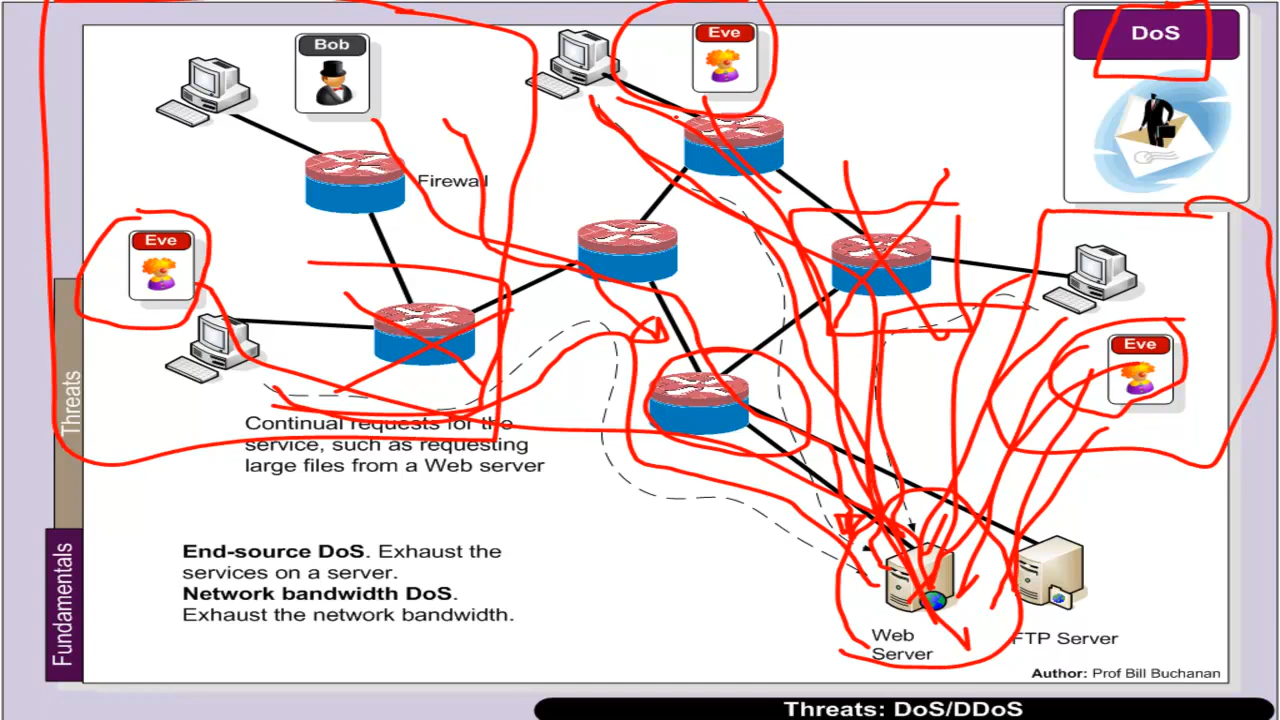 Bob
Eve
DoS
Firewall
Eve
Eve
Threats
Continual requests for the
service, such as requesting
large files from a Web server
End-source DoS. Exhaust the
services on a server.
Network bandwidth DoS.
Exhaust the network bandwidth.
Fundamentals
Web
Server
FTP Server
Author: Prof Bill Buchanan
Threats: DoS/DDoS